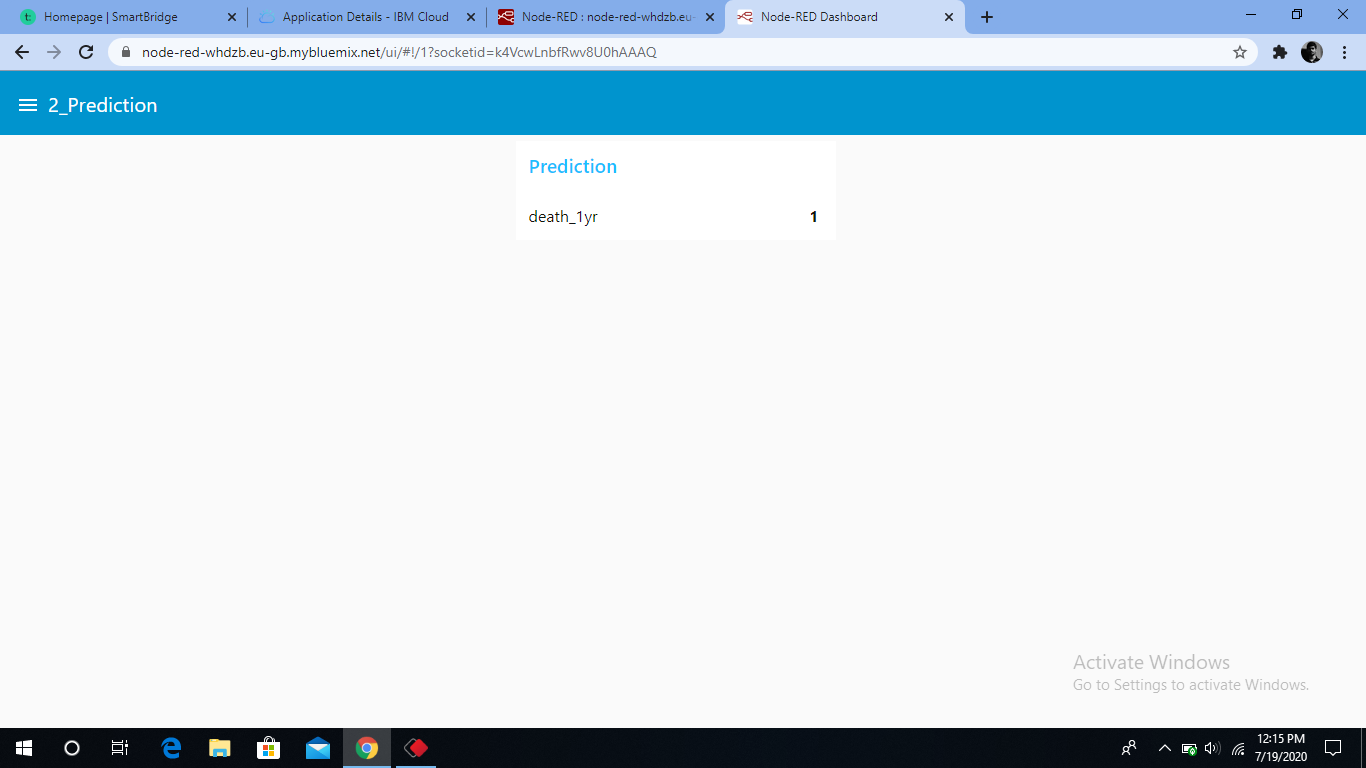 Homepage | SmartBridge
Application Details - IBM Cloud
Node-RED : node-red-whdzb.eu-
Node-RED Dashboard
node-red-whdzb.eu-gb.mybluemix.net/ui/#!/1?socketid=k4VcwLnbfRwv8U0hAAAQ
2_Prediction
Prediction
death_1yr 1
Activate Windows
Go to Settings to activate Windows.
12:15 PM
7/19/2020